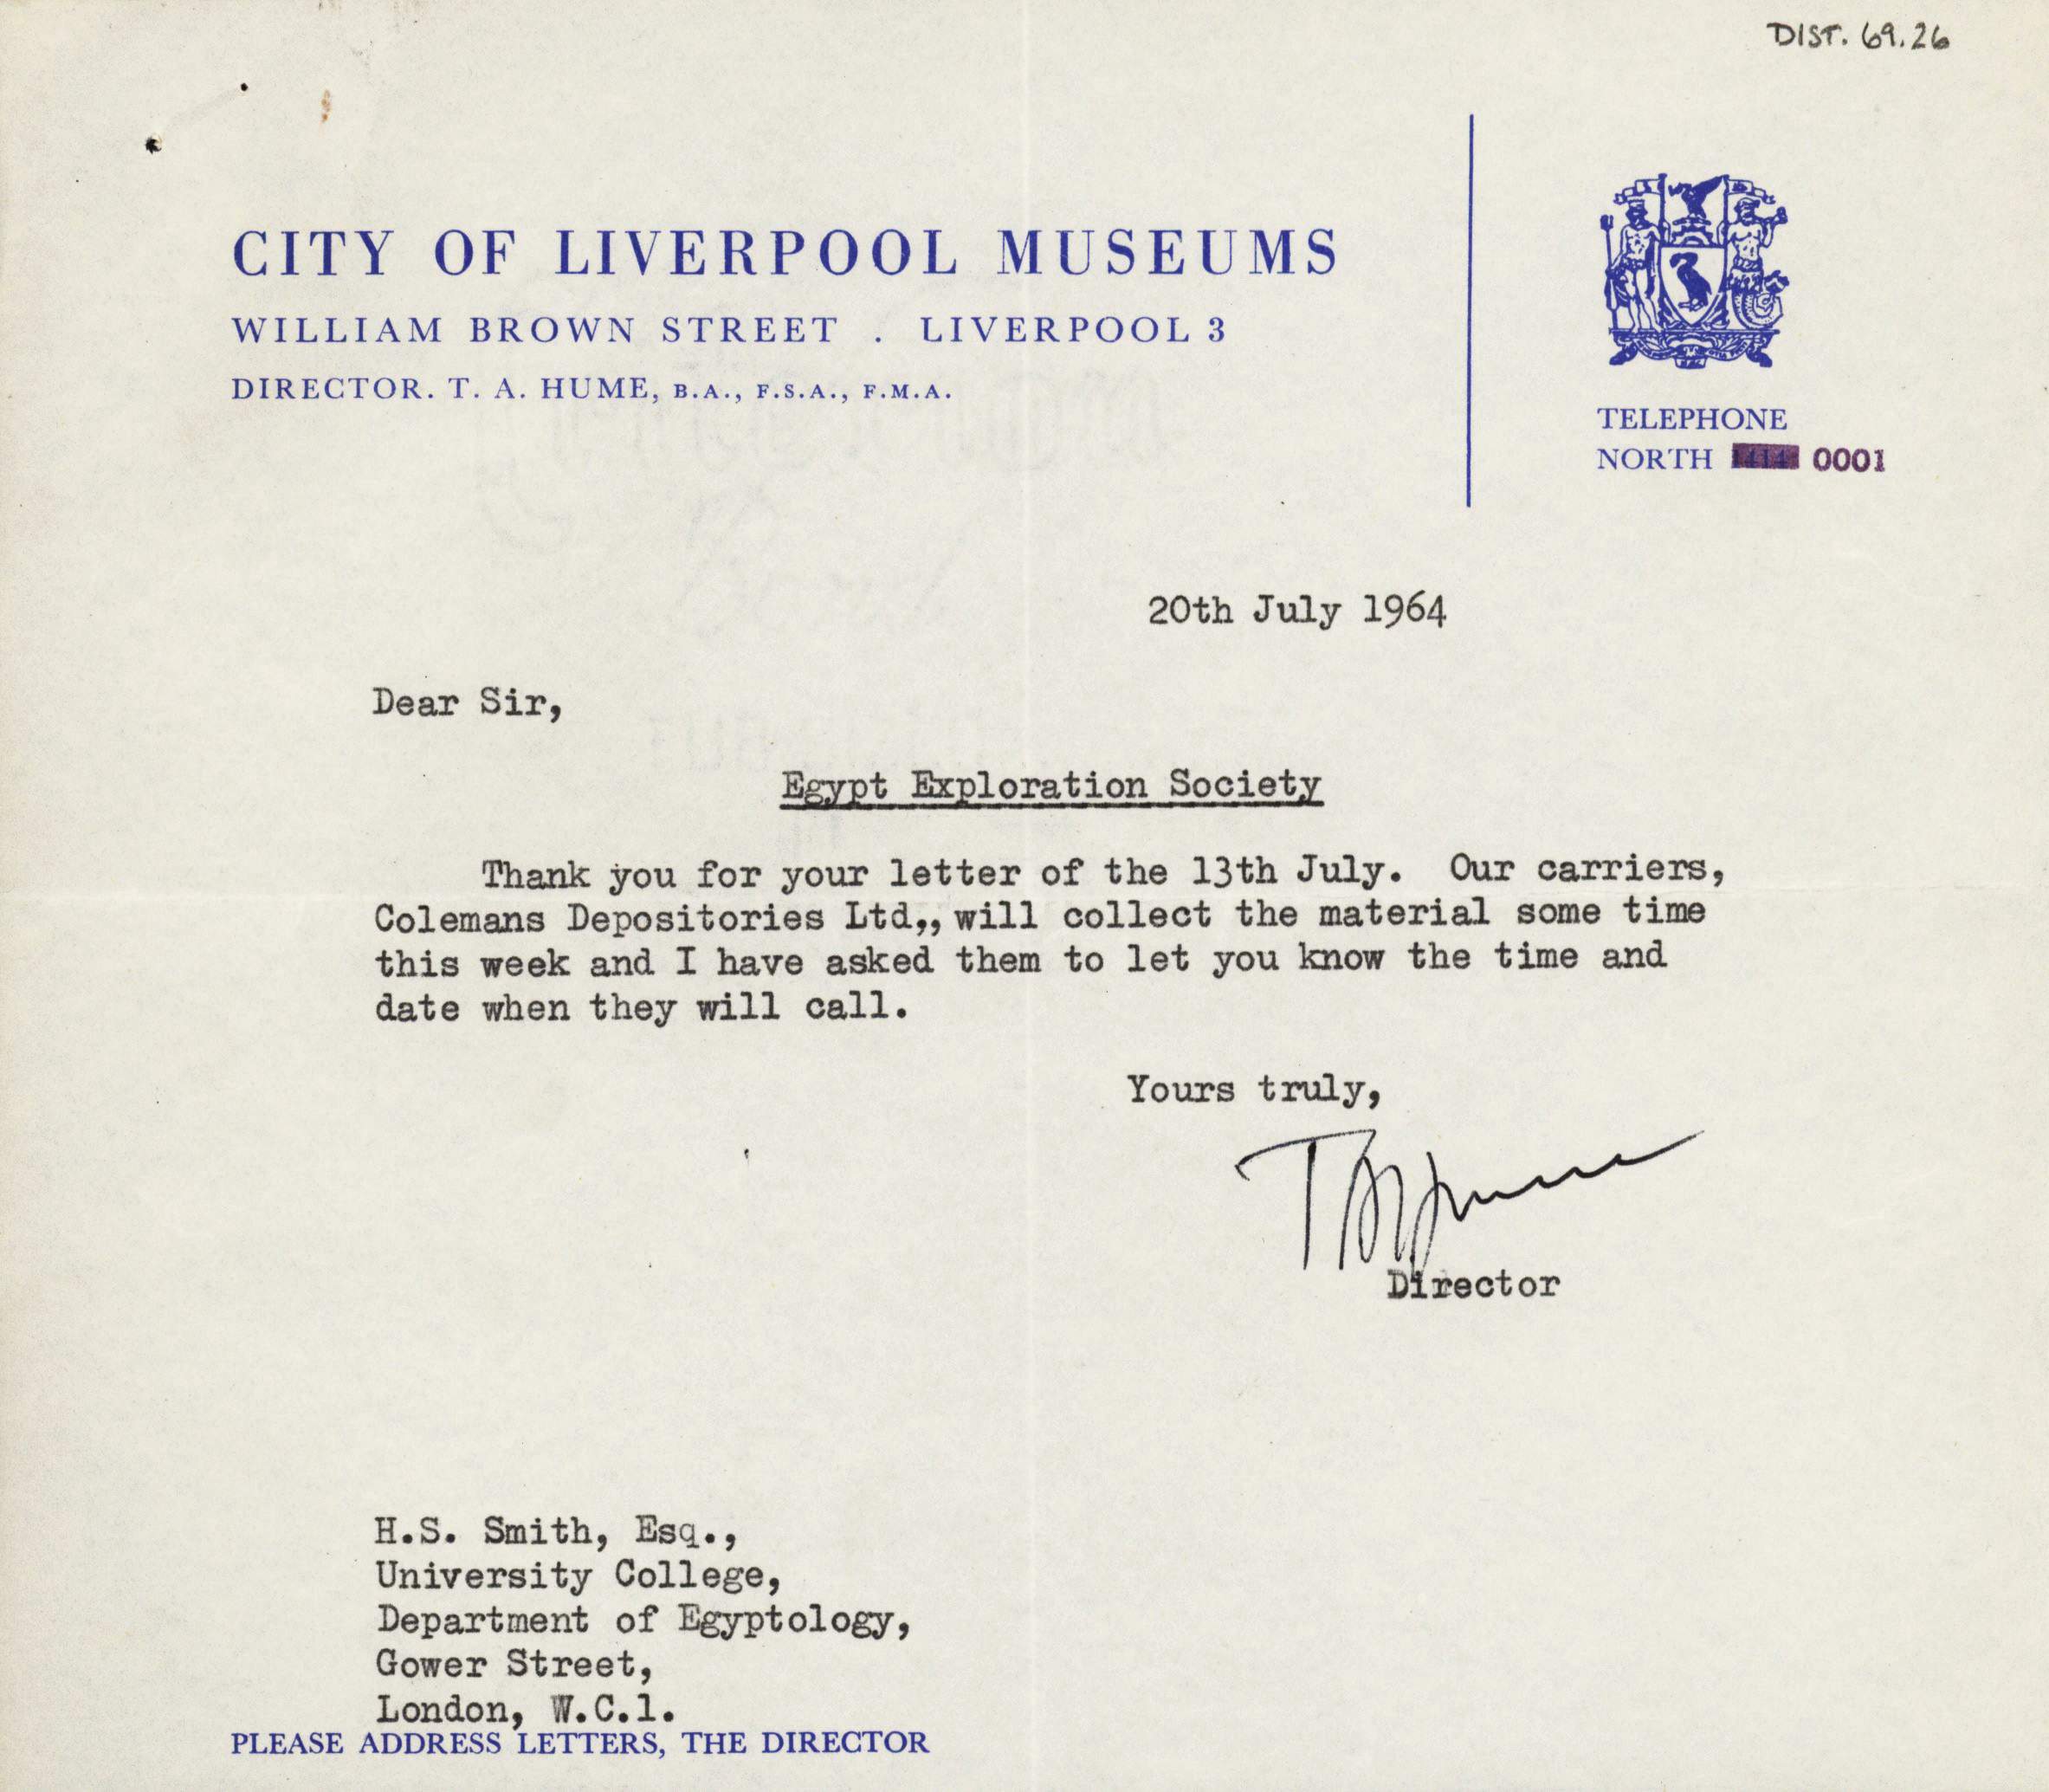 DIST. 69.26
CITY OF LIVERPOOL MUSEUMS
WILLIAM BROWN STREET . LIVERPOOL 3
DIRECTOR. T. A. HUME, B.A., F.S.A., F.M.A.
TELEPHONE
NORTH 0001
20th July 1964
Dear Sir,
Egypt Exploration Society
Thank you for your letter of the 13th July. Our carriers,
Colemans Depositories Ltd,, will collect the material some time
this week and I have asked them to let you know the time and
date when they will call.
Yours truly,
T A Hume
Director
H.S. Smith, Esq.,
University College,
Department of Egyptology,
Gower Street,
London, W.C.1.
PLEASE ADDRESS LETTERS, THE DIRECTOR